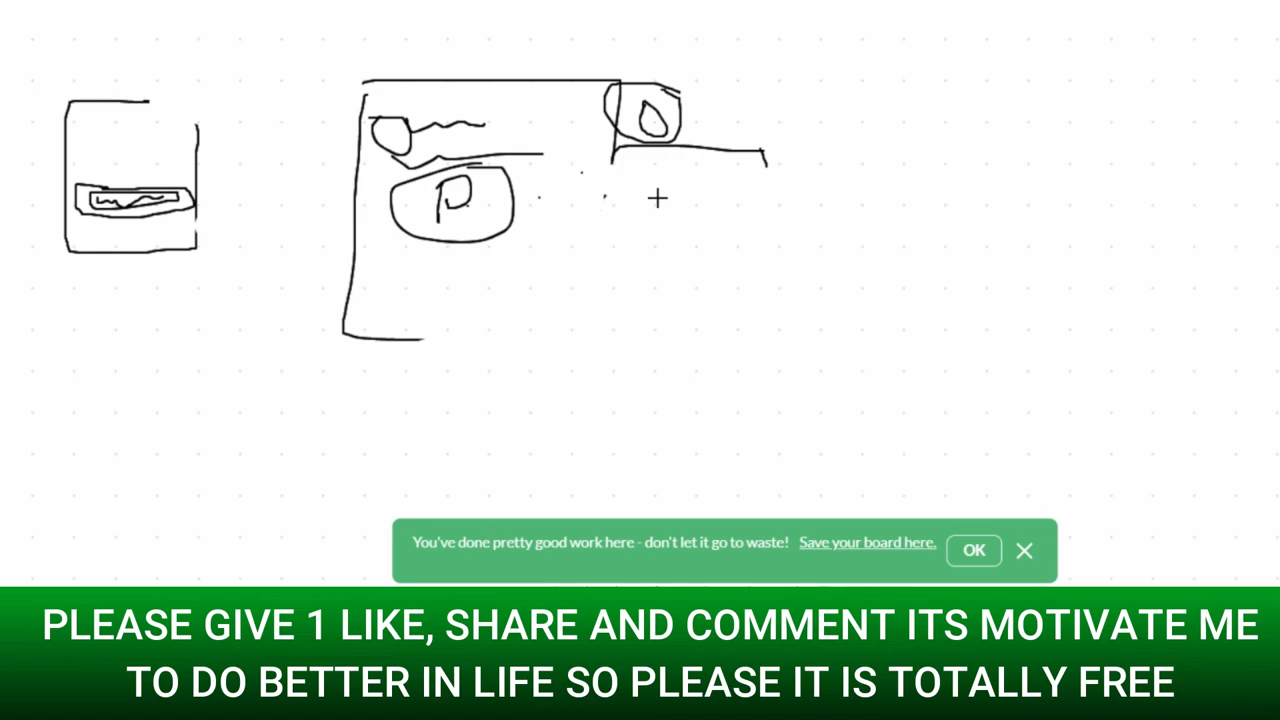 P
You've done pretty good work here - don't let it go to waste! Save your board here. OK
PLEASE GIVE 1 LIKE, SHARE AND COMMENT ITS MOTIVATE ME
TO DO BETTER IN LIFE SO PLEASE IT IS TOTALLY FREE